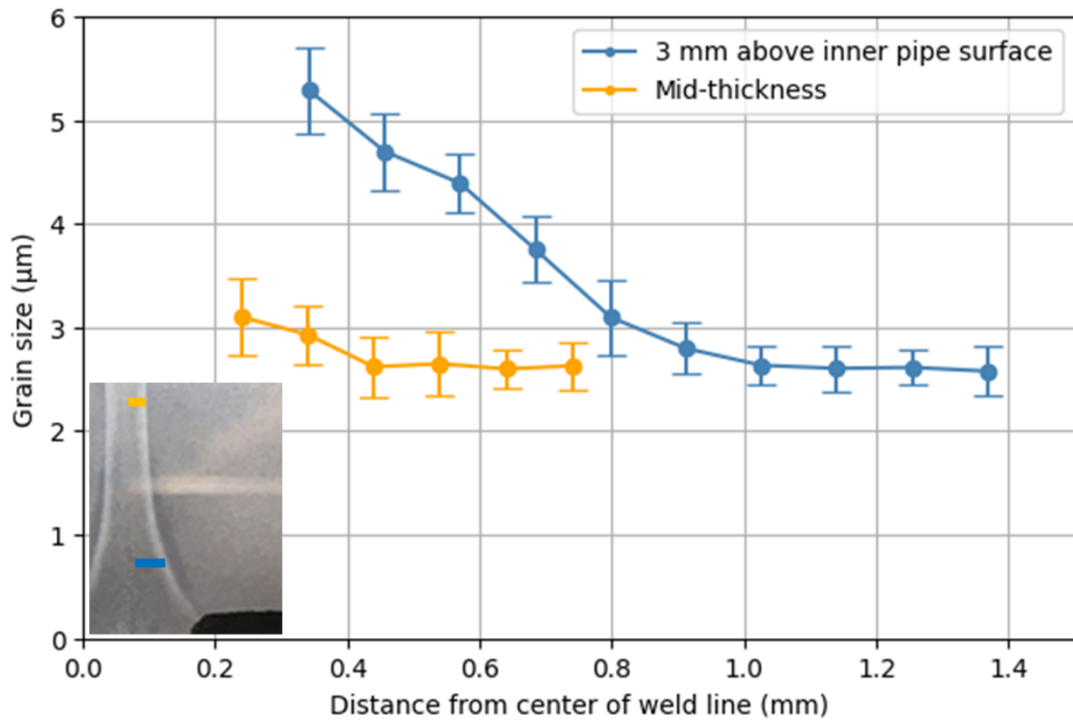 6
5
4
3
2
1
0
Grain size (μm)
3 mm above inner pipe surface
Mid-thickness
0.0 0.2 0.4 0.6 0.8 1.0 1.2 1.4
Distance from center of weld line (mm)